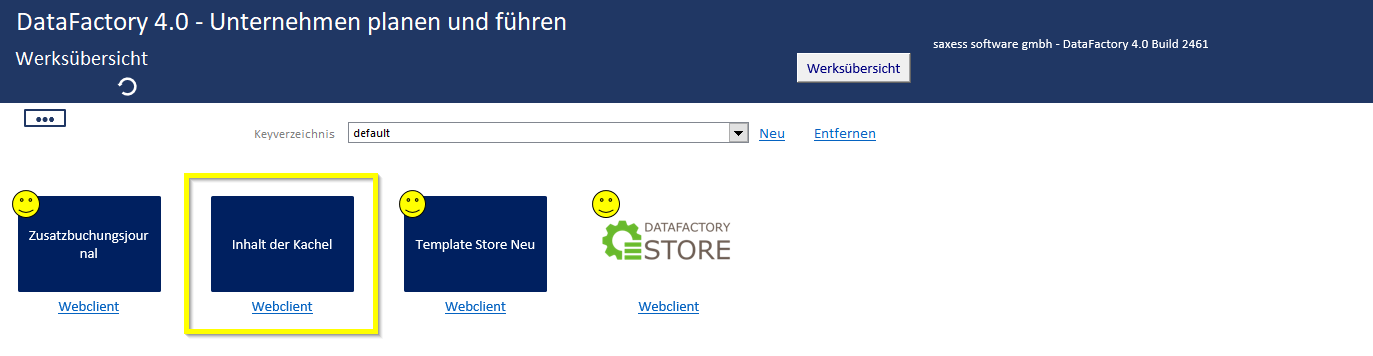 DataFactory 4.0 - Unternehmen planen und führen
saxess software gmbh - DataFactory 4.0 Build 2461
Werksübersicht
Werksübersicht
Keyverzeichnis
default
Neu
Entfernen
Zusatzbuchungsjour
nal
Inhalt der Kachel
Template Store Neu
DATAFACTORY
STORE
Webclient
Webclient
Webclient
Webclient